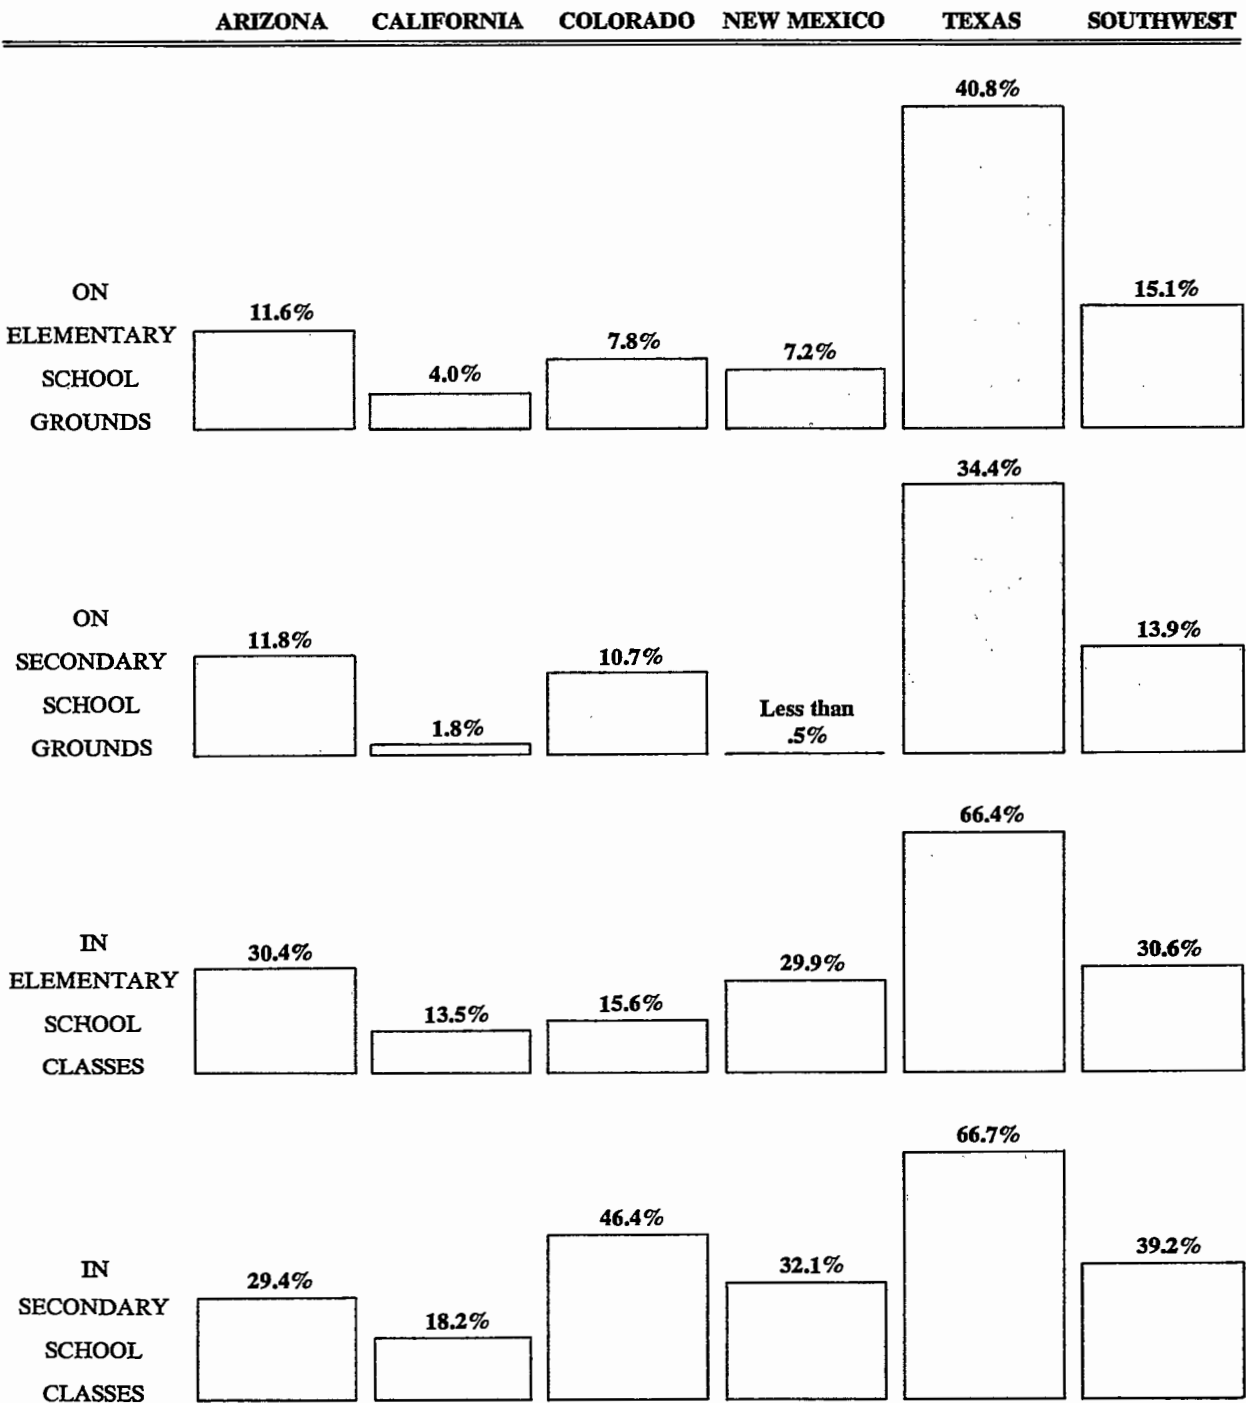 ARIZONA CALIFORNIA COLORADO NEW MEXICO TEXAS SOUTHWEST
40.8%
ON
ELEMENTARY
SCHOOL
GROUNDS
11.6%
4.0%
7.8%
7.2%
15.1%
34.4%
ON
SECONDARY
SCHOOL
GROUNDS
11.8%
1.8%
10.7%
Less than
.5%
13.9%
66.4%
IN
ELEMENTARY
SCHOOL
CLASSES
30.4%
13.5%
15.6%
29.9%
30.6%
66.7%
IN
SECONDARY
SCHOOL
CLASSES
29.4%
18.2%
46.4%
32.1%
39.2%